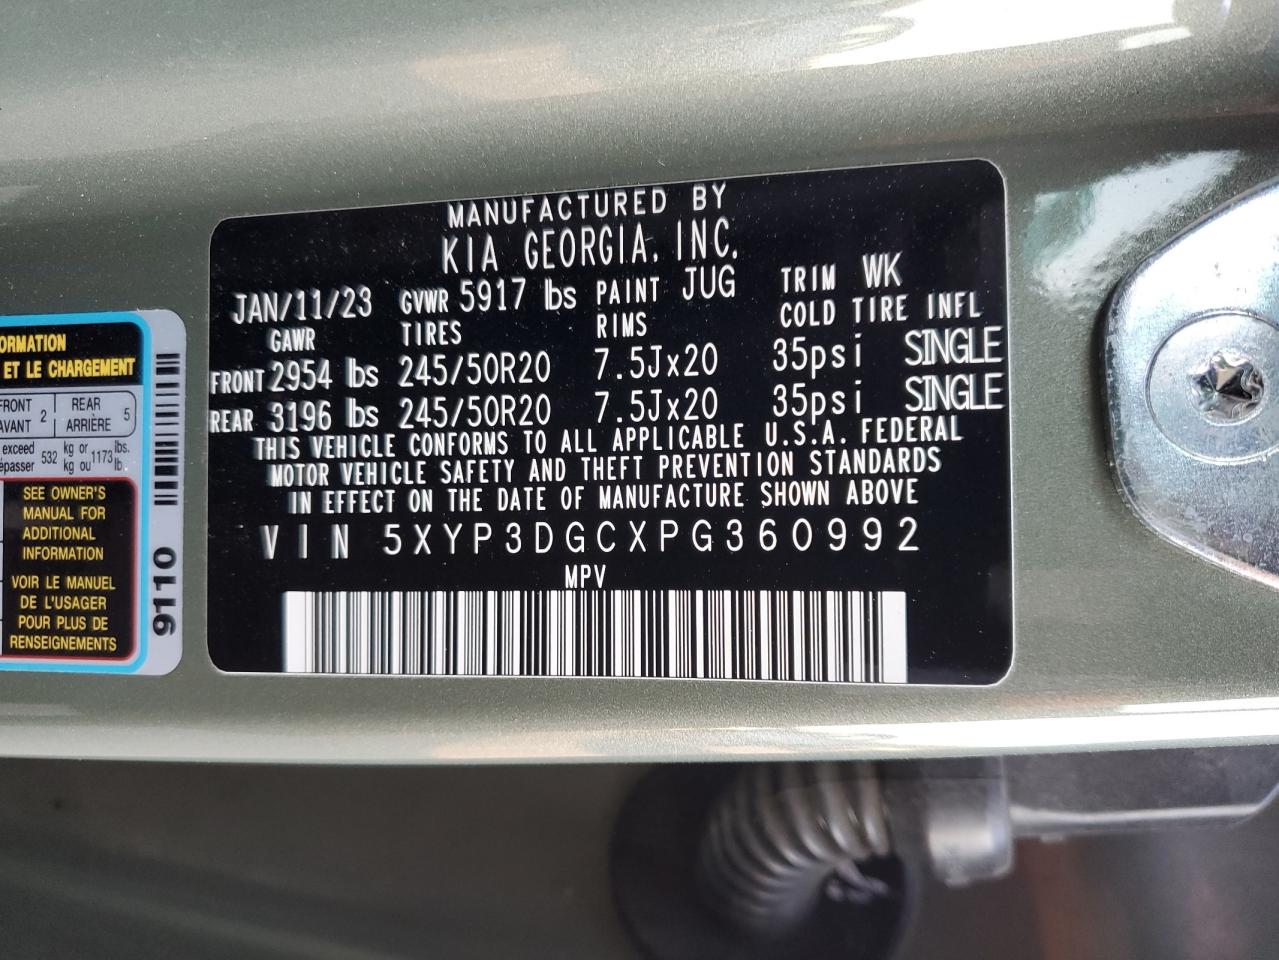 MANUFACTURED BY
KIA GEORGIA, INC.
JAN/11/23 GVWR 5917 lbs PAINT JUG TRIM WK
GAWR TIRES RIMS COLD TIRE INFL
FRONT 2954 lbs 245/50R20 7.5Jx20 35psi SINGLE
REAR 3196 lbs 245/50R20 7.5Jx20 35psi SINGLE
THIS VEHICLE CONFORMS TO ALL APPLICABLE U.S.A. FEDERAL
MOTOR VEHICLE SAFETY AND THEFT PREVENTION STANDARDS
IN EFFECT ON THE DATE OF MANUFACTURE SHOWN ABOVE
VIN 5XYP3DGCXPG360992
MPV
ORMATION
ET LE CHARGEMENT
FRONT 2 REAR 5
AVANT ARRIÈRE
exceed 532 kg or 1173 lbs.
épasser kg ou lb.
SEE OWNER'S
MANUAL FOR
ADDITIONAL
INFORMATION
VOIR LE MANUEL
DE L'USAGER
POUR PLUS DE
RENSEIGNEMENTS
9110